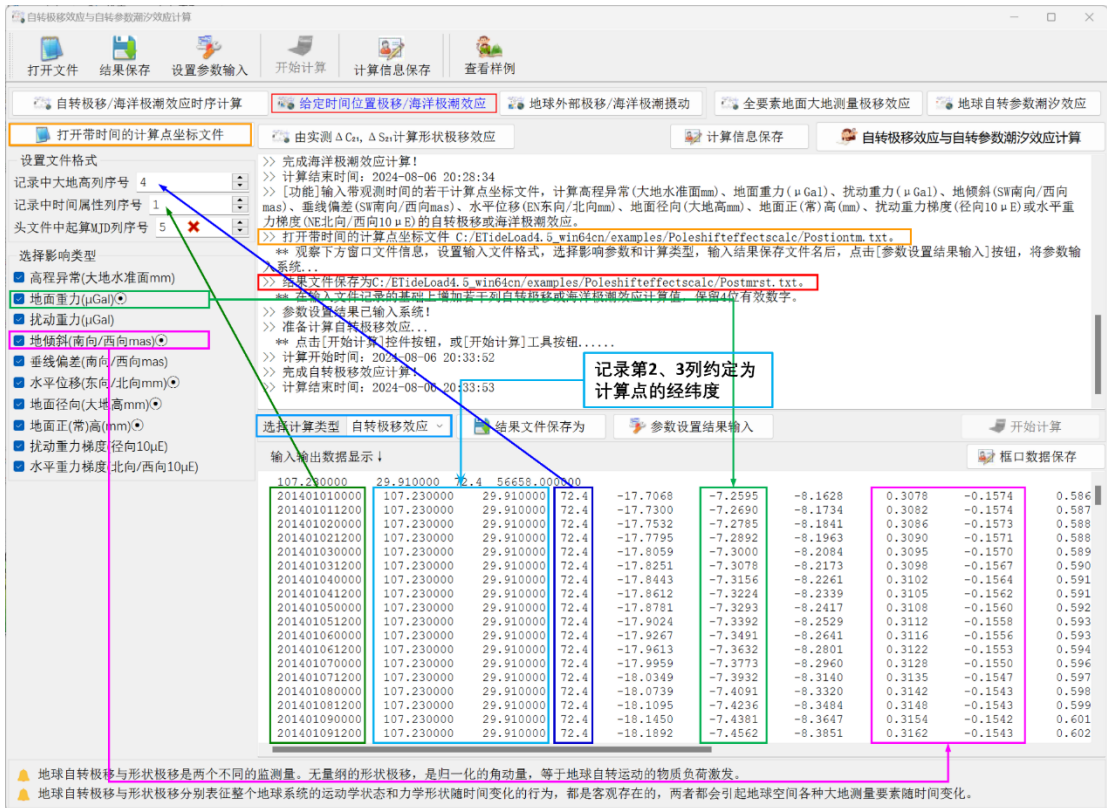 自转极移效应与自转参数潮汐效应计算
打开文件 结果保存 设置参数输入 开始计算 计算信息保存 查看样例
自转极移/海洋极潮效应时序计算 给定时间位置极移/海洋极潮效应 地球外部极移/海洋极潮摄动 全要素地面大地测量极移效应 地球自转参数潮汐效应
打开带时间的计算点坐标文件 由实测ΔC₂₁, ΔS₂₁计算形状极移效应 计算信息保存 自转极移效应与自转参数潮汐效应计算
设置文件格式
记录中大地高列序号 4
记录中时间属性列序号 1
头文件中起算MJD列序号 5
选择影响类型
高程异常(大地水准面mm)
地面重力(μGal)⊙
扰动重力(μGal)
地倾斜(南向/西向mas)⊙
垂线偏差(南向/西向mas)
水平位移(东向/北向mm)⊙
地面径向(大地高mm)⊙
地面正(常)高(mm)⊙
扰动重力梯度(径向10μE)
水平重力梯度(北向/西向10μE)
>> 完成海洋极潮效应计算!
>> 计算结束时间: 2024-08-06 20:28:34
>> [功能]输入带观测时间的若干计算点坐标文件，计算高程异常(大地水准面mm)、地面重力(μGal)、扰动重力(μGal)、地倾斜(SW南向/西向
mas)、垂线偏差(SW南向/西向mas)、水平位移(EN东向/北向mm)、地面径向(大地高mm)、地面正(常)高(mm)、扰动重力梯度(径向10μE)或水平重
力梯度(NE北向/西向10μE)的自转极移或海洋极潮效应。
>> 打开带时间的计算点坐标文件 C:/ETideLoad4.5_win64cn/examples/Poleshifteffectscalc/Postiontm.txt。
** 观察下方窗口文件信息，设置输入文件格式，选择影响参数和计算类型，输入结果保存文件名后，点击[参数设置结果输入]按钮，将参数输
入系统...
>> 结果文件保存为C:/ETideLoad4.5_win64cn/examples/Poleshifteffectscalc/Postmrst.txt。
** 在输入文件记录的基础上增加若干列自转极移或海洋极潮效应计算值，保留4位有效数字。
>> 参数设置结果已输入系统!
>> 准备计算自转极移效应...
** 点击[开始计算]控件按钮，或[开始计算]工具按钮......
>> 计算开始时间: 2024-08-06 20:33:52
>> 完成自转极移效应计算!
>> 计算结束时间: 2024-08-06 20:33:53
记录第2、3列约定为
计算点的经纬度
选择计算类型 自转极移效应 结果文件保存为 参数设置结果输入 开始计算
输入输出数据显示↓ 框口数据保存
107.230000 29.910000 72.4 56658.000000
201401010000 107.230000 29.910000 72.4 -17.7068 -7.2595 -8.1628 0.3078 -0.1574 0.586
201401011200 107.230000 29.910000 72.4 -17.7300 -7.2690 -8.1734 0.3082 -0.1574 0.587
201401020000 107.230000 29.910000 72.4 -17.7532 -7.2785 -8.1841 0.3086 -0.1573 0.588
201401021200 107.230000 29.910000 72.4 -17.7795 -7.2892 -8.1963 0.3090 -0.1571 0.588
201401030000 107.230000 29.910000 72.4 -17.8059 -7.3000 -8.2084 0.3095 -0.1570 0.589
201401031200 107.230000 29.910000 72.4 -17.8251 -7.3078 -8.2173 0.3098 -0.1567 0.590
201401040000 107.230000 29.910000 72.4 -17.8443 -7.3156 -8.2261 0.3102 -0.1564 0.591
201401041200 107.230000 29.910000 72.4 -17.8612 -7.3224 -8.2339 0.3105 -0.1562 0.591
201401050000 107.230000 29.910000 72.4 -17.8781 -7.3293 -8.2417 0.3108 -0.1560 0.592
201401051200 107.230000 29.910000 72.4 -17.9024 -7.3392 -8.2529 0.3112 -0.1558 0.593
201401060000 107.230000 29.910000 72.4 -17.9267 -7.3491 -8.2641 0.3116 -0.1556 0.593
201401061200 107.230000 29.910000 72.4 -17.9613 -7.3632 -8.2801 0.3122 -0.1553 0.594
201401070000 107.230000 29.910000 72.4 -17.9959 -7.3773 -8.2960 0.3128 -0.1550 0.596
201401071200 107.230000 29.910000 72.4 -18.0349 -7.3932 -8.3140 0.3135 -0.1547 0.597
201401080000 107.230000 29.910000 72.4 -18.0739 -7.4091 -8.3320 0.3142 -0.1543 0.598
201401081200 107.230000 29.910000 72.4 -18.1095 -7.4236 -8.3484 0.3148 -0.1543 0.599
201401090000 107.230000 29.910000 72.4 -18.1450 -7.4381 -8.3647 0.3154 -0.1542 0.601
201401091200 107.230000 29.910000 72.4 -18.1892 -7.4562 -8.3851 0.3162 -0.1543 0.602
地球自转极移与形状极移是两个不同的监测量。无量纲的形状极移，是归一化的角动量，等于地球自转运动的物质负荷激发。
地球自转极移与形状极移分别表征整个地球系统的运动学状态和力学形状随时间变化的行为，都是客观存在的，两者都会引起地球空间各种大地测量要素随时间变化。